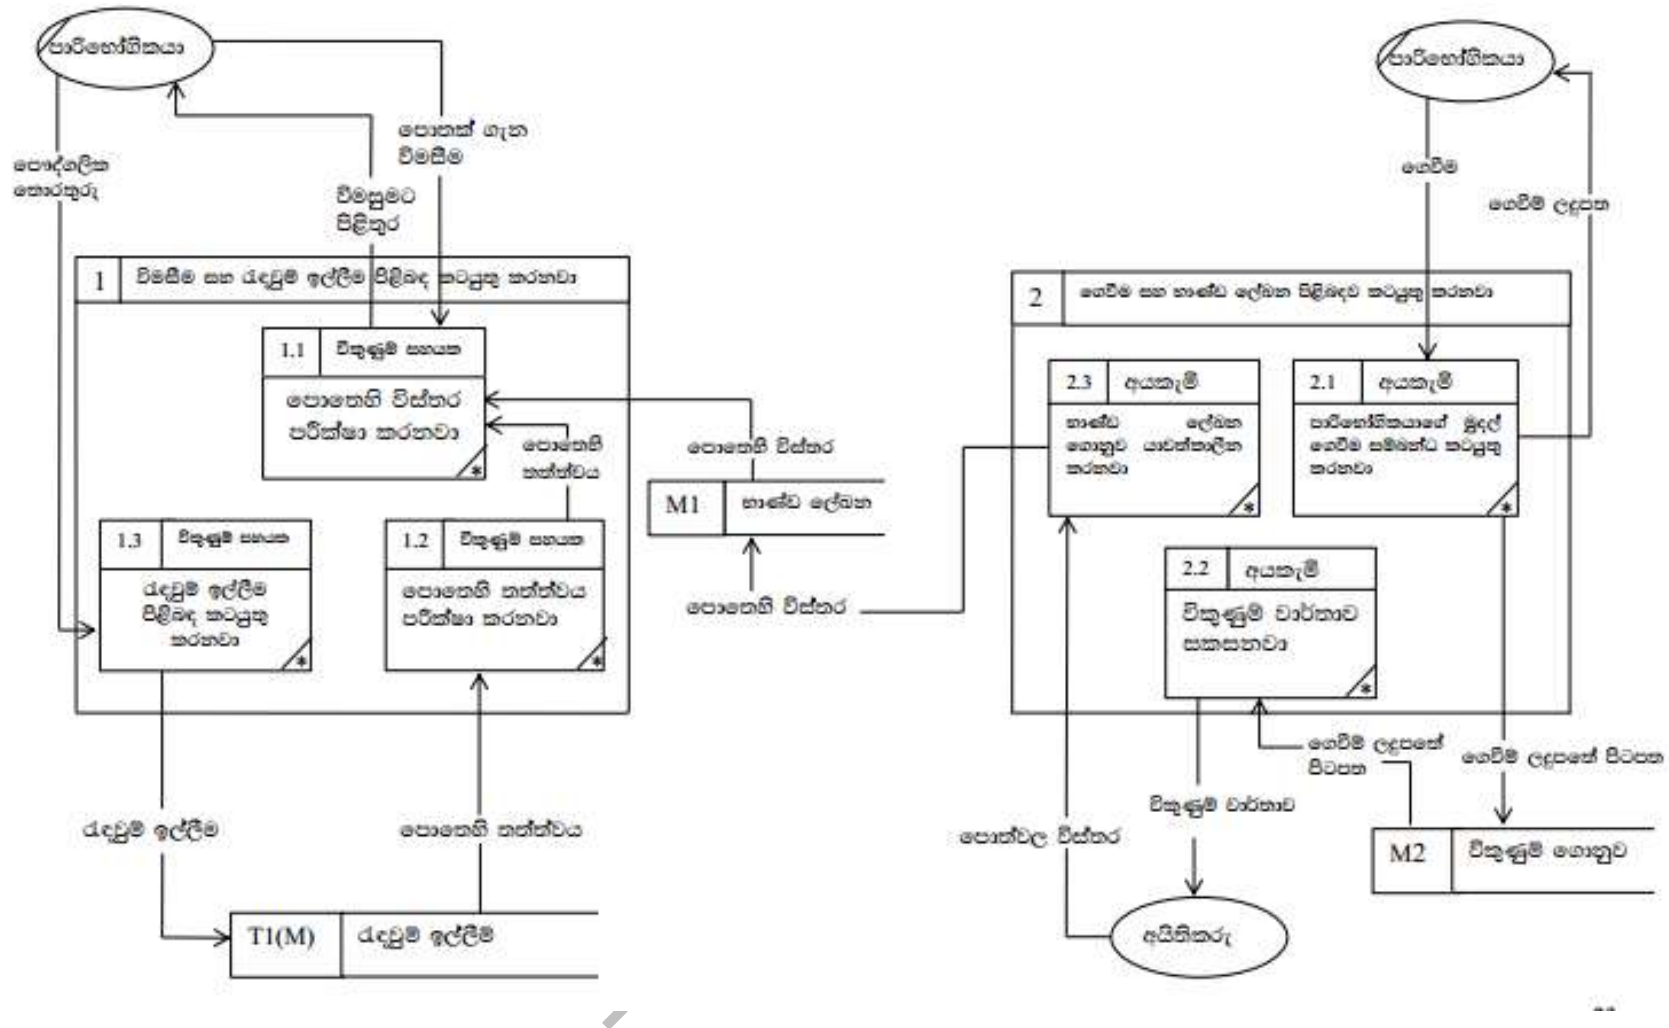 පාරිභෝගිකයා
පෞද්ගලික
තොරතුරු
පොතක් ගැන
විමසීම
විමසුමට
පිළිතුර
1 විමසීම සහ රැඳවුම් ඉල්ලීම පිළිබඳ කටයුතු කරනවා
1.1 විකුණුම් සහයක
පොතෙහි විස්තර
පරීක්ෂා කරනවා
*
පොතෙහි
තත්ත්වය
1.3 විකුණුම් සහයක
රැඳවුම් ඉල්ලීම
පිළිබඳ කටයුතු
කරනවා
*
1.2 විකුණුම් සහයක
පොතෙහි තත්ත්වය
පරීක්ෂා කරනවා
*
රැඳවුම් ඉල්ලීම
පොතෙහි තත්ත්වය
T1(M) රැඳවුම් ඉල්ලීම්
පොතෙහි විස්තර
M1 භාණ්ඩ ලේඛන
පොතෙහි විස්තර
පාරිභෝගිකයා
ගෙවීම
ගෙවීම් ලදුපත
2 ගෙවීම සහ භාණ්ඩ ලේඛන පිළිබඳව කටයුතු කරනවා
2.3 අයකැමි
භාණ්ඩ ලේඛන
ගොනුව යාවත්කාලීන
කරනවා
*
2.1 අයකැමි
පාරිභෝගිකයාගේ මුදල්
ගෙවීම සම්බන්ධ කටයුතු
කරනවා
*
2.2 අයකැමි
විකුණුම් වාර්තාව
සකසනවා
*
ගෙවීම් ලදුපතේ
පිටපත
ගෙවීම් ලදුපතේ පිටපත
විකුණුම් වාර්තාව
පොත්වල විස්තර
M2 විකුණුම් ගොනුව
අයිතිකරු